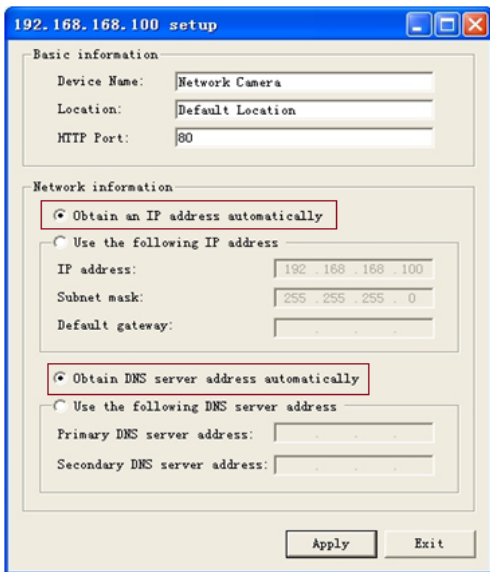 192.168.168.100 setup
Basic information
Device Name: Network Camera
Location: Default Location
HTTP Port: 80
Network information
Obtain an IP address automatically
Use the following IP address
IP address: 192 . 168 . 168 . 100
Subnet mask: 255 . 255 . 255 . 0
Default gateway: . . .
Obtain DNS server address automatically
Use the following DNS server address
Primary DNS server address: . . .
Secondary DNS server address: . . .
Apply Exit